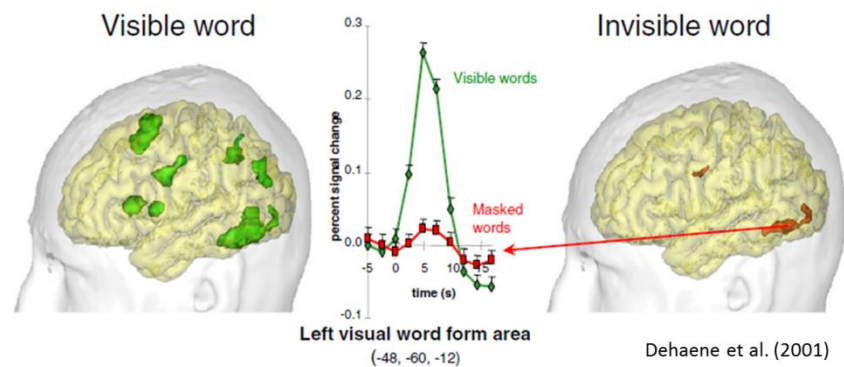 Visible word
Invisible word
0.3
0.2
0.1
0.0
-0.1
percent signal change
Visible words
Masked
words
-5 0 5 10 15
time (s)
Left visual word form area
(-48, -60, -12)
Dehaene et al. (2001)